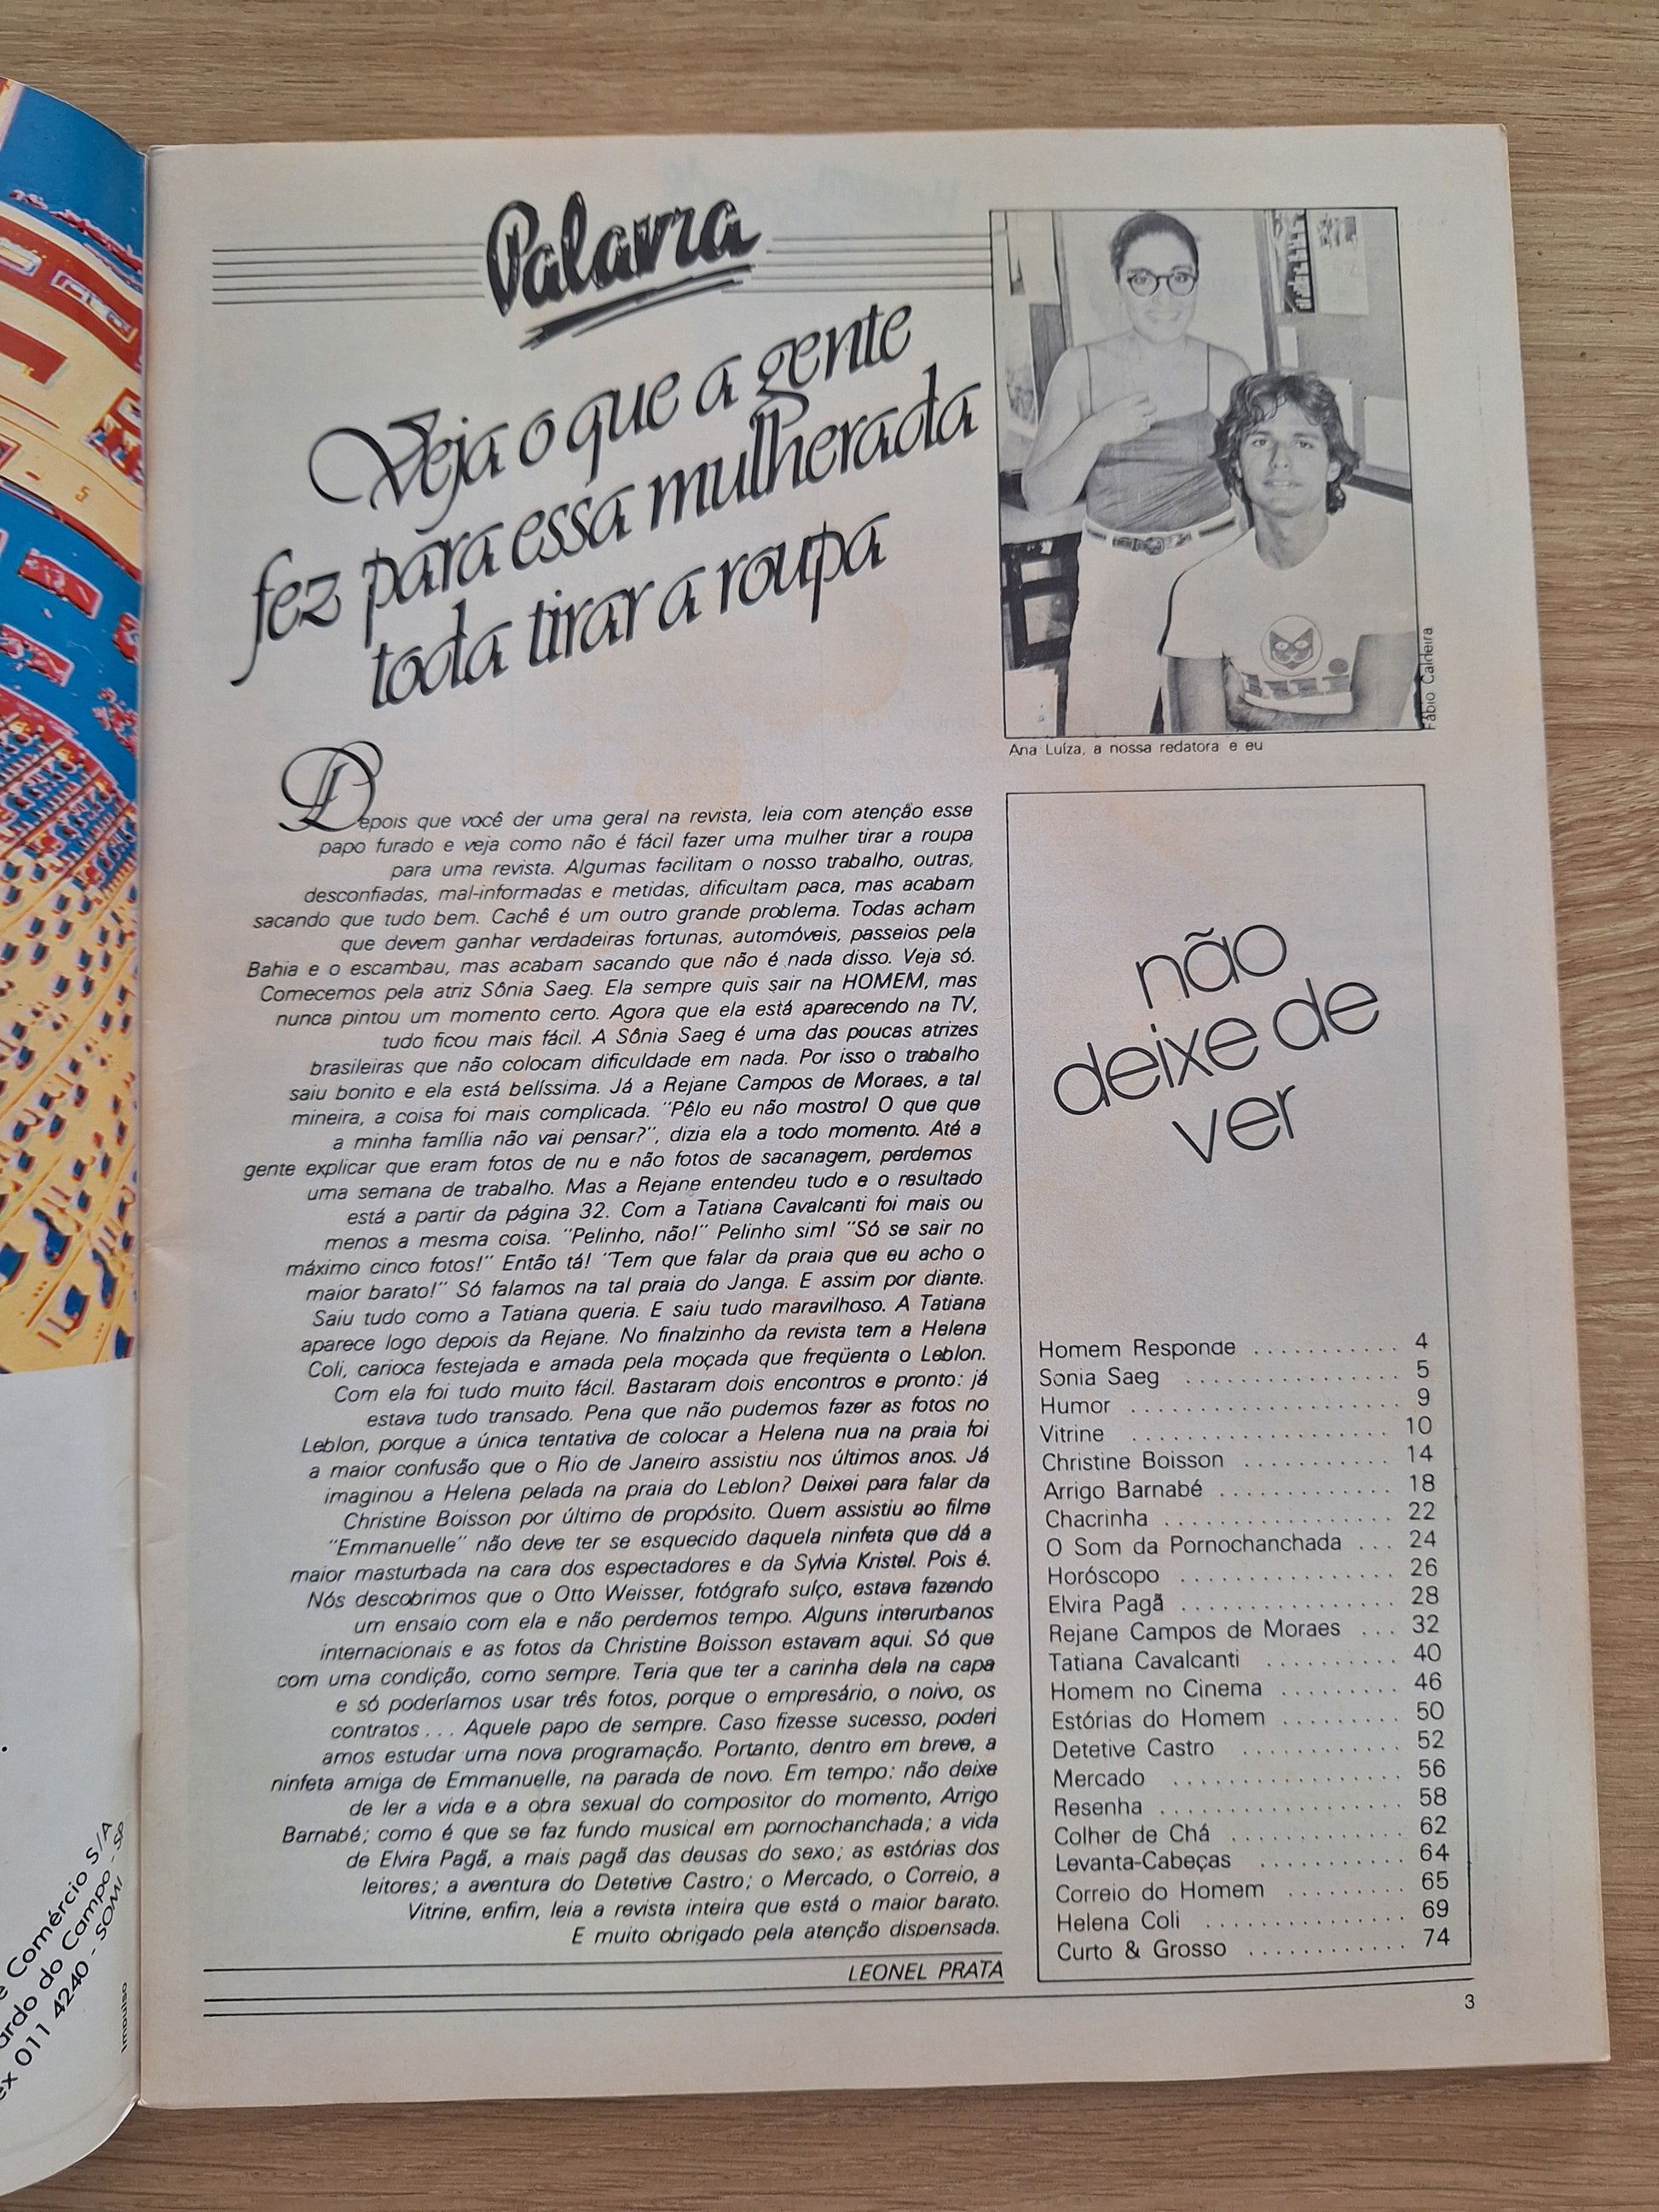 Palavra
Veja o que a gente
fez para essa mulherada
toda tirar a roupa
Fábio Caldeira
Ana Luíza, a nossa redatora e eu
Depois que você der uma geral na revista, leia com atenção esse
papo furado e veja como não é fácil fazer uma mulher tirar a roupa
para uma revista. Algumas facilitam o nosso trabalho, outras,
desconfiadas, mal-informadas e metidas, dificultam paca, mas acabam
sacando que tudo bem. Cachê é um outro grande problema. Todas acham
que devem ganhar verdadeiras fortunas, automóveis, passeios pela
Bahia e o escambau, mas acabam sacando que não é nada disso. Veja só.
Comecemos pela atriz Sônia Saeg. Ela sempre quis sair na HOMEM, mas
nunca pintou um momento certo. Agora que ela está aparecendo na TV,
tudo ficou mais fácil. A Sônia Saeg é uma das poucas atrizes
brasileiras que não colocam dificuldade em nada. Por isso o trabalho
saiu bonito e ela está belíssima. Já a Rejane Campos de Moraes, a tal
mineira, a coisa foi mais complicada. "Pêlo eu não mostro! O que que
a minha família não vai pensar?", dizia ela a todo momento. Até a
gente explicar que eram fotos de nu e não fotos de sacanagem, perdemos
uma semana de trabalho. Mas a Rejane entendeu tudo e o resultado
está a partir da página 32. Com a Tatiana Cavalcanti foi mais ou
menos a mesma coisa. "Pelinho, não!" Pelinho sim! "Só se sair no
máximo cinco fotos!" Então tá! "Tem que falar da praia que eu acho o
maior barato!" Só falamos na tal praia do Janga. E assim por diante.
Saiu tudo como a Tatiana queria. E saiu tudo maravilhoso. A Tatiana
aparece logo depois da Rejane. No finalzinho da revista tem a Helena
Coli, carioca festejada e amada pela moçada que freqüenta o Leblon.
Com ela foi tudo muito fácil. Bastaram dois encontros e pronto: já
estava tudo transado. Pena que não pudemos fazer as fotos no
Leblon, porque a única tentativa de colocar a Helena nua na praia foi
a maior confusão que o Rio de Janeiro assistiu nos últimos anos. Já
imaginou a Helena pelada na praia do Leblon? Deixei para falar da
Christine Boisson por último de propósito. Quem assistiu ao filme
"Emmanuelle" não deve ter se esquecido daquela ninfeta que dá a
maior masturbada na cara dos espectadores e da Sylvia Kristel. Pois é.
Nós descobrimos que o Otto Weisser, fotógrafo suíço, estava fazendo
um ensaio com ela e não perdemos tempo. Alguns interurbanos
internacionais e as fotos da Christine Boisson estavam aqui. Só que
com uma condição, como sempre. Teria que ter a carinha dela na capa
e só poderíamos usar três fotos, porque o empresário, o noivo, os
contratos . . . Aquele papo de sempre. Caso fizesse sucesso, poderi
amos estudar uma nova programação. Portanto, dentro em breve, a
ninfeta amiga de Emmanuelle, na parada de novo. Em tempo: não deixe
de ler a vida e a obra sexual do compositor do momento, Arrigo
Barnabé; como é que se faz fundo musical em pornochanchada; a vida
de Elvira Pagã, a mais pagã das deusas do sexo; as estórias dos
leitores; a aventura do Detetive Castro; o Mercado, o Correio, a
Vitrine, enfim, leia a revista inteira que está o maior barato.
E muito obrigado pela atenção dispensada.
LEONEL PRATA
não
deixe de
ver
Homem Responde . . . . . . . . . . . 4
Sonia Saeg . . . . . . . . . . . . . . . . 5
Humor . . . . . . . . . . . . . . . . . . . . 9
Vitrine . . . . . . . . . . . . . . . . . . . 10
Christine Boisson . . . . . . . . . . . 14
Arrigo Barnabé . . . . . . . . . . . . . 18
Chacrinha . . . . . . . . . . . . . . . . . 22
O Som da Pornochanchada . . . 24
Horóscopo . . . . . . . . . . . . . . . . 26
Elvira Pagã . . . . . . . . . . . . . . . . 28
Rejane Campos de Moraes . . . 32
Tatiana Cavalcanti . . . . . . . . . . 40
Homem no Cinema . . . . . . . . . 46
Estórias do Homem . . . . . . . . . 50
Detetive Castro . . . . . . . . . . . . 52
Mercado . . . . . . . . . . . . . . . . . 56
Resenha . . . . . . . . . . . . . . . . . . 58
Colher de Chá . . . . . . . . . . . . . 62
Levanta-Cabeças . . . . . . . . . . . 64
Correio do Homem . . . . . . . . . 65
Helena Coli . . . . . . . . . . . . . . . 69
Curto & Grosso . . . . . . . . . . . . 74
3
e Comércio S/A
ardo do Campo - SP
ex 011 4240 - SOMI
Impulso